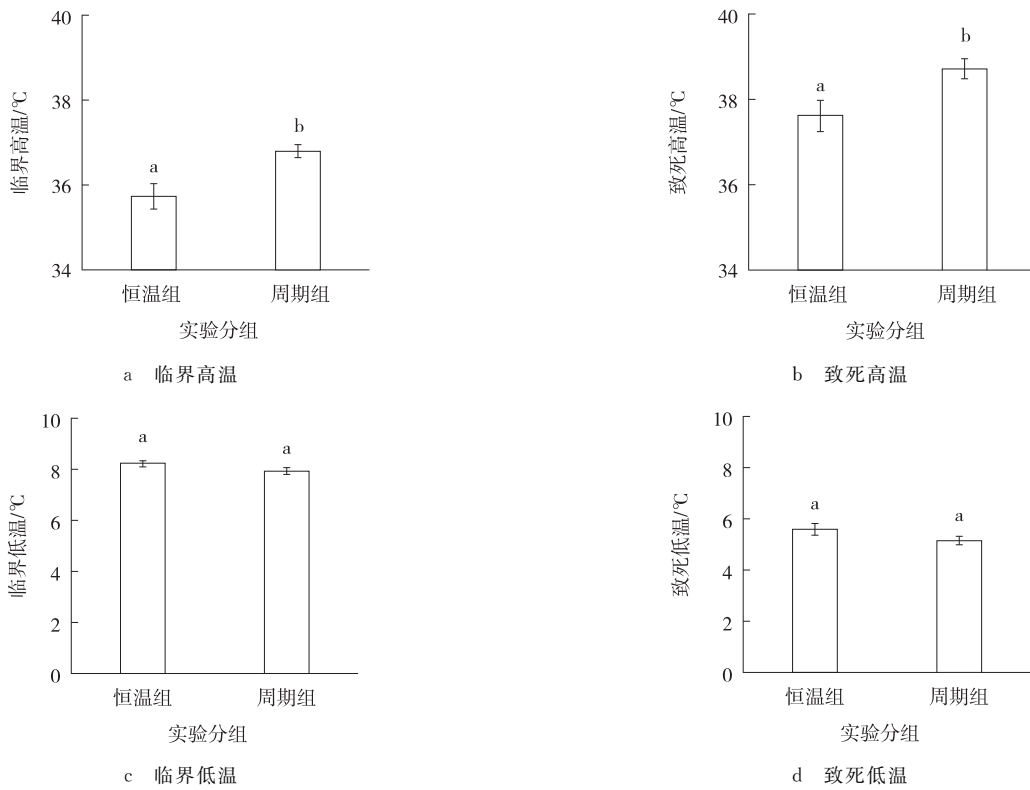 40
38
36
34
临界高温/℃
a
b
恒温组
周期组
实验分组
a 临界高温
40
38
36
34
致死高温/℃
a
b
恒温组
周期组
实验分组
b 致死高温
10
8
6
4
2
0
临界低温/℃
a
a
恒温组
周期组
实验分组
c 临界低温
10
8
6
4
2
0
致死低温/℃
a
a
恒温组
周期组
实验分组
d 致死低温